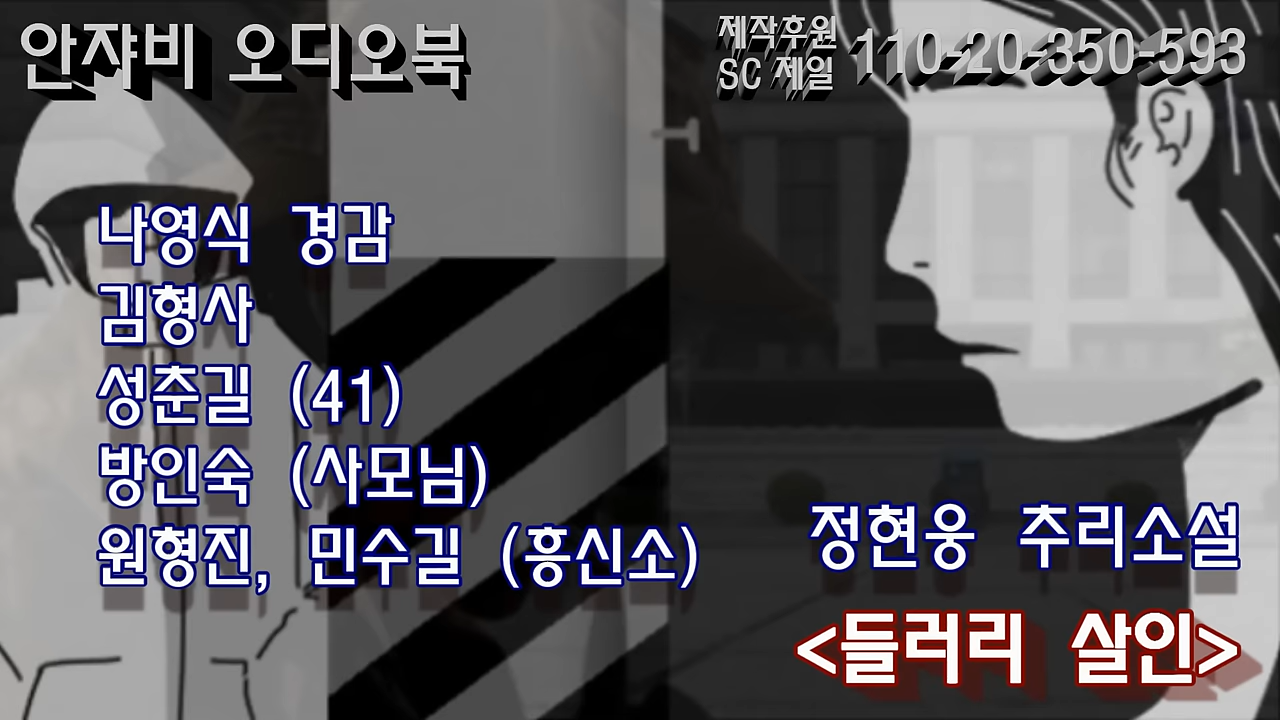 안쟈비 오디오북
제작후원
SC 제일
110-20-350-593
나영식 경감
김형사
성춘길 (41)
방인숙 (사모님)
원형진, 민수길 (흥신소)
정현웅 추리소설
<들러리 살인>